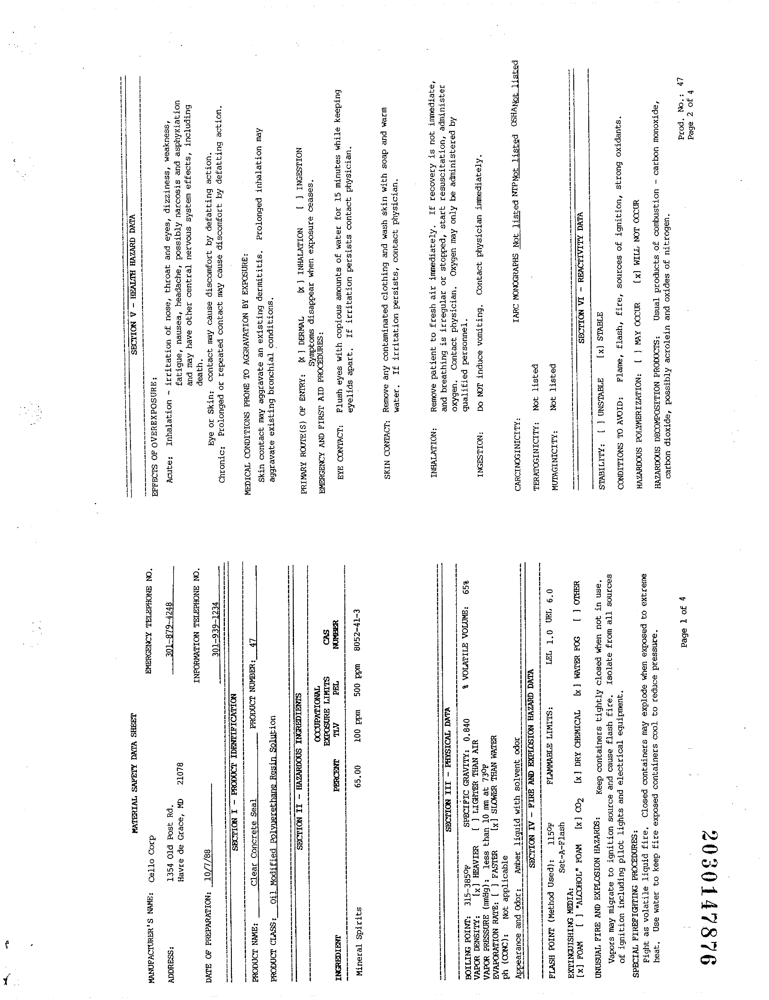 MATERIAL SAFETY DATA SHEET
MANUFACTURER'S NAME: Cello Corp EMERGENCY TELEPHONE NO.
ADDRESS: 1354 Old Post Rd. 301-879-4248
Havre de Grace, MD 21078
INFORMATION TELEPHONE NO.
DATE OF PREPARATION: 10/7/88 301-939-1234
SECTION I - PRODUCT IDENTIFICATION
PRODUCT NAME: Clear Concrete Seal PRODUCT NUMBER: 47
PRODUCT CLASS: Oil Modified Polyurethane Resin Solution
SECTION II - HAZARDOUS INGREDIENTS
OCCUPATIONAL
EXPOSURE LIMITS CAS
INGREDIENT PERCENT TLV PEL NUMBER
Mineral Spirits 65.00 100 ppm 500 ppm 8052-41-3
SECTION III - PHYSICAL DATA
BOILING POINT: 315-385ºF SPECIFIC GRAVITY: 0.840 % VOLATILE VOLUME: 65%
VAPOR DENSITY: [x] HEAVIER [ ] LIGHTER THAN AIR
VAPOR PRESSURE (mmHg): less than 10 mm at 73ºF
EVAPORATION RATE: [ ] FASTER [x] SLOWER THAN WATER
ph (CONC): Not applicable
Appearance and Odor: Amber liquid with solvent odor
SECTION IV - FIRE AND EXPLOSION HAZARD DATA
FLASH POINT (Method Used): 115ºF FLAMMABLE LIMITS: LEL 1.0 UEL 6.0
Set-A-Flash
EXTINGUISHING MEDIA:
[x] FOAM [ ] "ALCOHOL" FOAM [x] CO2 [x] DRY CHEMICAL [x] WATER FOG [ ] OTHER
UNUSUAL FIRE AND EXPLOSION HAZARDS: Keep containers tightly closed when not in use.
Vapors may migrate to ignition source and cause flash fire. Isolate from all sources
of ignition including pilot lights and electrical equipment.
SPECIAL FIREFIGHTING PROCEDURES:
Fight as volatile liquid fire. Closed containers may explode when exposed to extreme
heat. Use water to keep fire exposed containers cool to reduce pressure.
Page 1 of 4
2030147876
SECTION V - HEALTH HAZARD DATA
EFFECTS OF OVEREXPOSURE:
Acute: Inhalation - irritation of nose, throat and eyes, dizziness, weakness,
fatigue, nausea, headache, possibly narcosis and asphyxiation
and may have other central nervous system effects, including
death.
Eye or Skin: contact may cause discomfort by defatting action.
Chronic: Prolonged or repeated contact may cause discomfort by defatting action.
MEDICAL CONDITIONS PRONE TO AGGRAVATION BY EXPOSURE:
Skin contact may aggravate an existing dermititis. Prolonged inhalation may
aggravate existing bronchial conditions.
PRIMARY ROUTE(S) OF ENTRY: [x] DERMAL [x] INHALATION [ ] INGESTION
Symptoms disappear when exposure ceases.
EMERGENCY AND FIRST AID PROCEDURES:
EYE CONTACT: Flush eyes with copious amounts of water for 15 minutes while keeping
eyelids apart. If irritation persists contact physician.
SKIN CONTACT: Remove any contaminated clothing and wash skin with soap and warm
water. If irritation persists, contact physician.
INHALATION: Remove patient to fresh air immediately. If recovery is not immediate,
and breathing is irregular or stopped, start resuscitation, administer
oxygen. Contact physician. Oxygen may only be administered by
qualified personnel.
INGESTION: Do NOT induce vomiting. Contact physician immediately.
CARCINOGINICITY: IARC MONOGRAPHS Not listed NTP Not listed OSHA Not listed
TERATOGINICITY: Not listed
MUTAGINICITY: Not listed
SECTION VI - REACTIVITY DATA
STABILITY: [ ] UNSTABLE [x] STABLE
CONDITIONS TO AVOID: Flame, flash, fire, sources of ignition, strong oxidants.
HAZARDOUS POLYMERIZATION: [ ] MAY OCCUR [x] WILL NOT OCCUR
HAZARDOUS DECOMPOSITION PRODUCTS: Usual products of combustion - carbon monoxide,
carbon dioxide, possibly acrolein and oxides of nitrogen.
Prod. No.: 47
Page 2 of 4